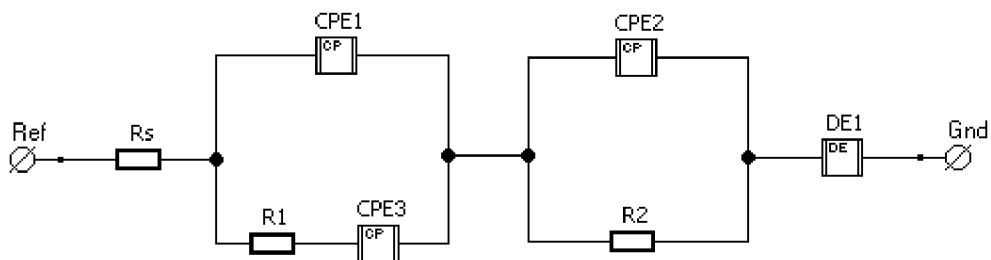 CPE1
CP
CPE2
CP
Ref
Rs
DE1
DE
Gnd
R1
CPE3
CP
R2